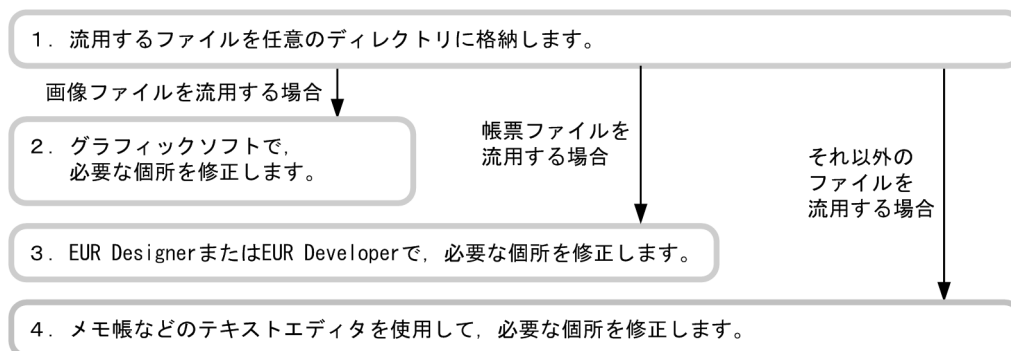 １．流用するファイルを任意のディレクトリに格納します。
画像ファイルを流用する場合
２．グラフィックソフトで，
必要な個所を修正します。
帳票ファイルを
流用する場合
それ以外の
ファイルを
流用する場合
３．EUR DesignerまたはEUR Developerで，必要な個所を修正します。
４．メモ帳などのテキストエディタを使用して，必要な個所を修正します。